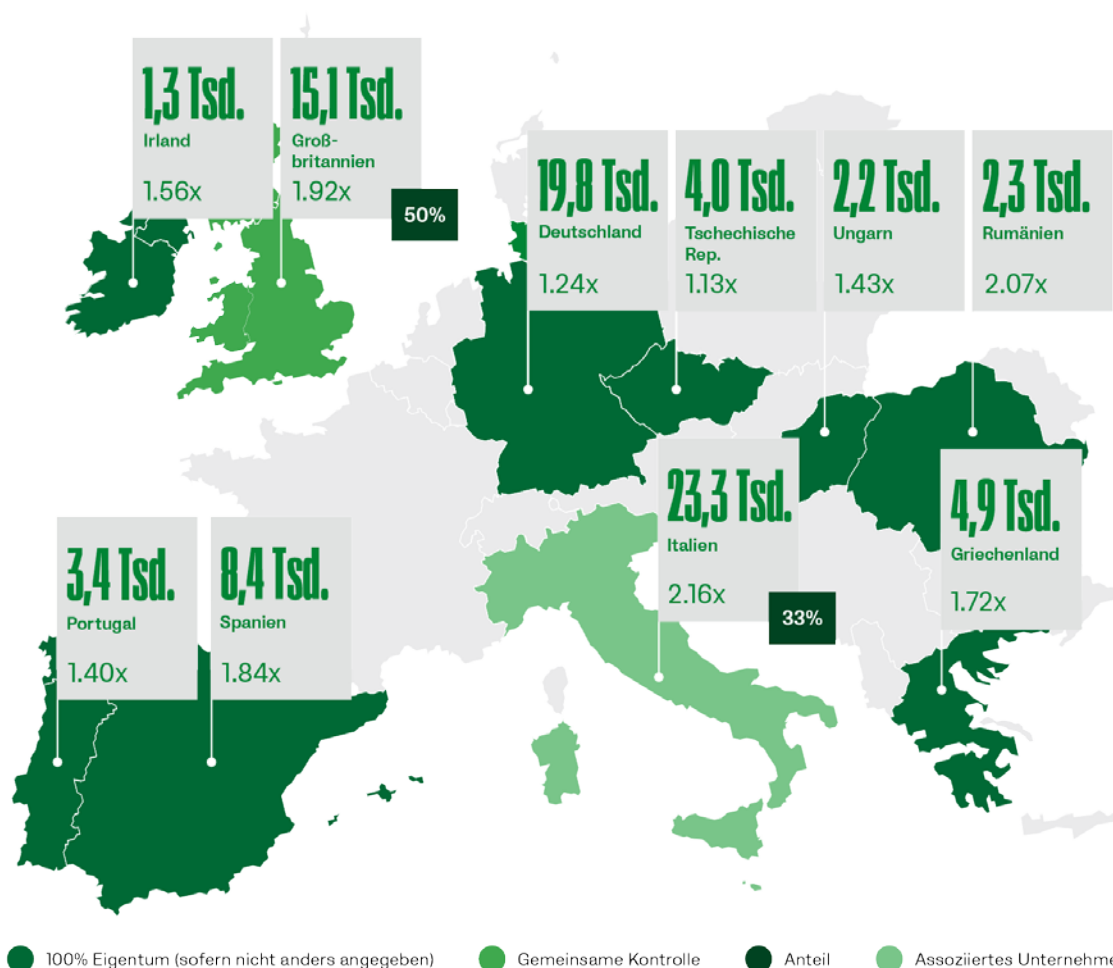 1,3 Tsd.
Irland
1.56x
15,1 Tsd.
Groß-
britannien
1.92x
50%
19,8 Tsd.
Deutschland
1.24x
4,0 Tsd.
Tschechische
Rep.
1.13x
2,2 Tsd.
Ungarn
1.43x
2,3 Tsd.
Rumänien
2.07x
23,3 Tsd.
Italien
2.16x
33%
4,9 Tsd.
Griechenland
1.72x
3,4 Tsd.
Portugal
1.40x
8,4 Tsd.
Spanien
1.84x
100% Eigentum (sofern nicht anders angegeben)
Gemeinsame Kontrolle
Anteil
Assoziiertes Unternehme